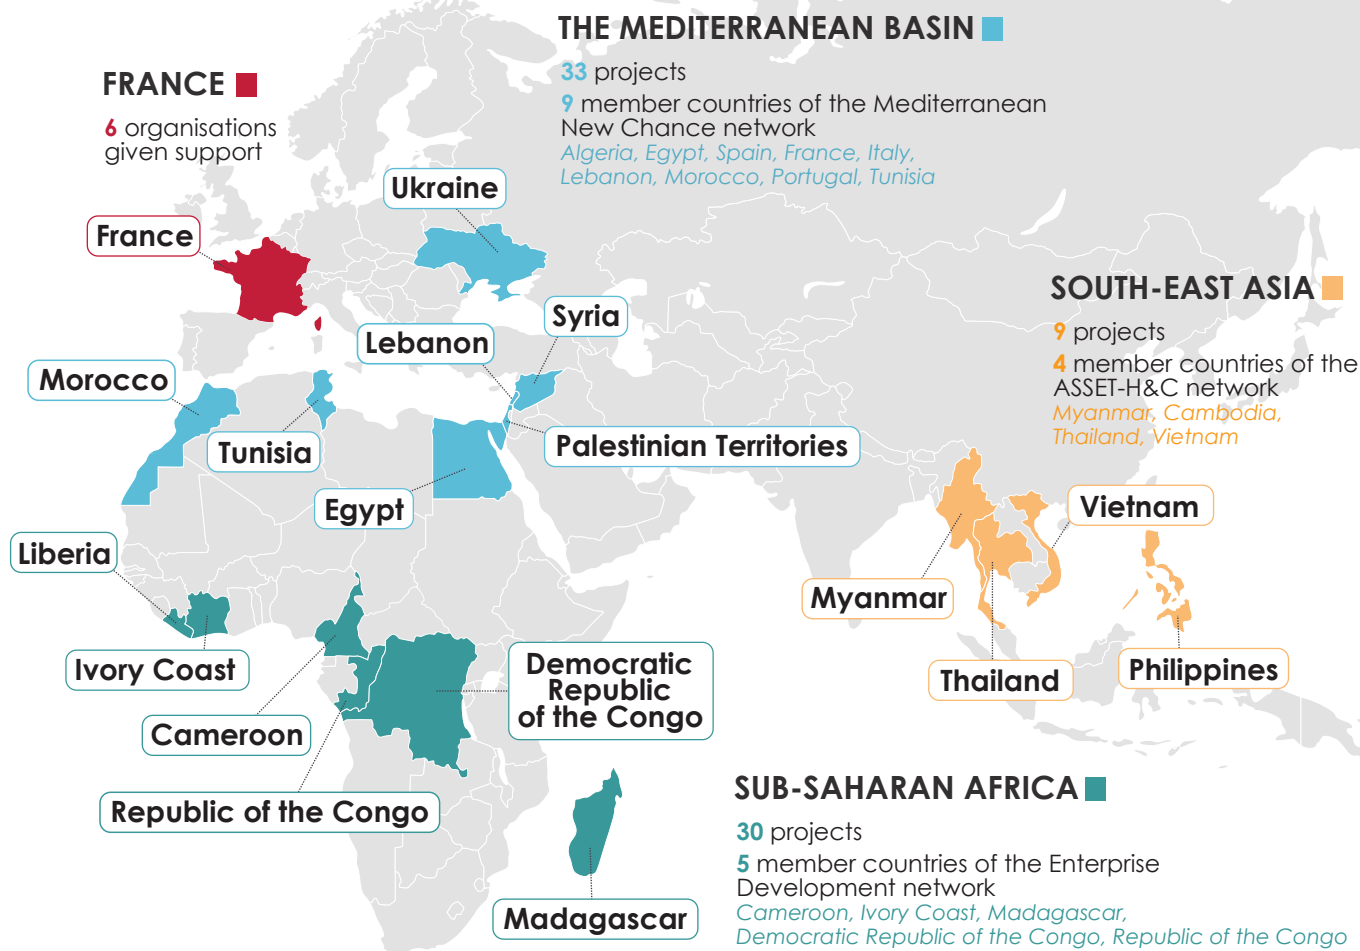 THE MEDITERRANEAN BASIN
33 projects
9 member countries of the Mediterranean
New Chance network
Algeria, Egypt, Spain, France, Italy,
Lebanon, Morocco, Portugal, Tunisia
FRANCE
6 organisations
given support
Ukraine
France
SOUTH-EAST ASIA
9 projects
4 member countries of the
ASSET-H&C network
Myanmar, Cambodia,
Thailand, Vietnam
Syria
Lebanon
Morocco
Tunisia
Palestinian Territories
Egypt
Vietnam
Liberia
Myanmar
Ivory Coast
Democratic
Republic
of the Congo
Thailand
Philippines
Cameroon
Republic of the Congo
Madagascar
SUB-SAHARAN AFRICA
30 projects
5 member countries of the Enterprise
Development network
Cameroon, Ivory Coast, Madagascar,
Democratic Republic of the Congo, Republic of the Congo